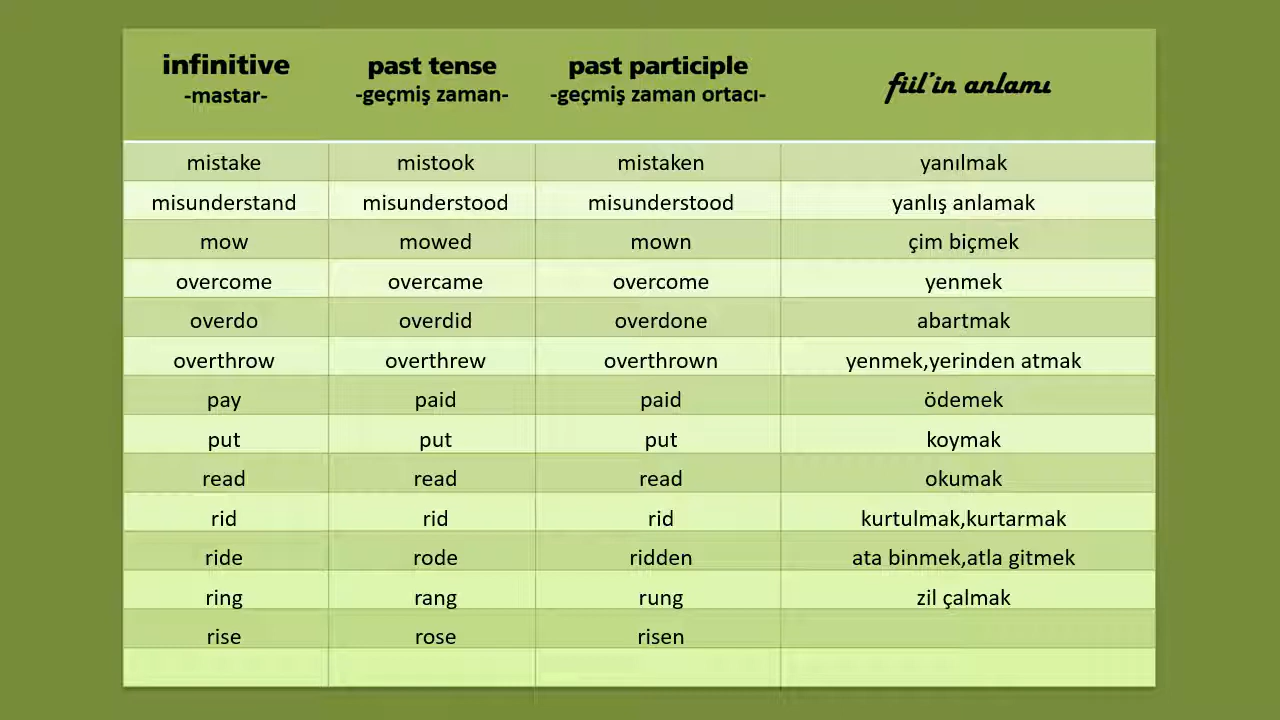 infinitive past tense past participle fiil'in anlamı
-mastar- -geçmiş zaman- -geçmiş zaman ortacı-
mistake mistook mistaken yanılmak
misunderstand misunderstood misunderstood yanlış anlamak
mow mowed mown çim biçmek
overcome overcame overcome yenmek
overdo overdid overdone abartmak
overthrow overthrew overthrown yenmek,yerinden atmak
pay paid paid ödemek
put put put koymak
read read read okumak
rid rid rid kurtulmak,kurtarmak
ride rode ridden ata binmek,atla gitmek
ring rang rung zil çalmak
rise rose risen